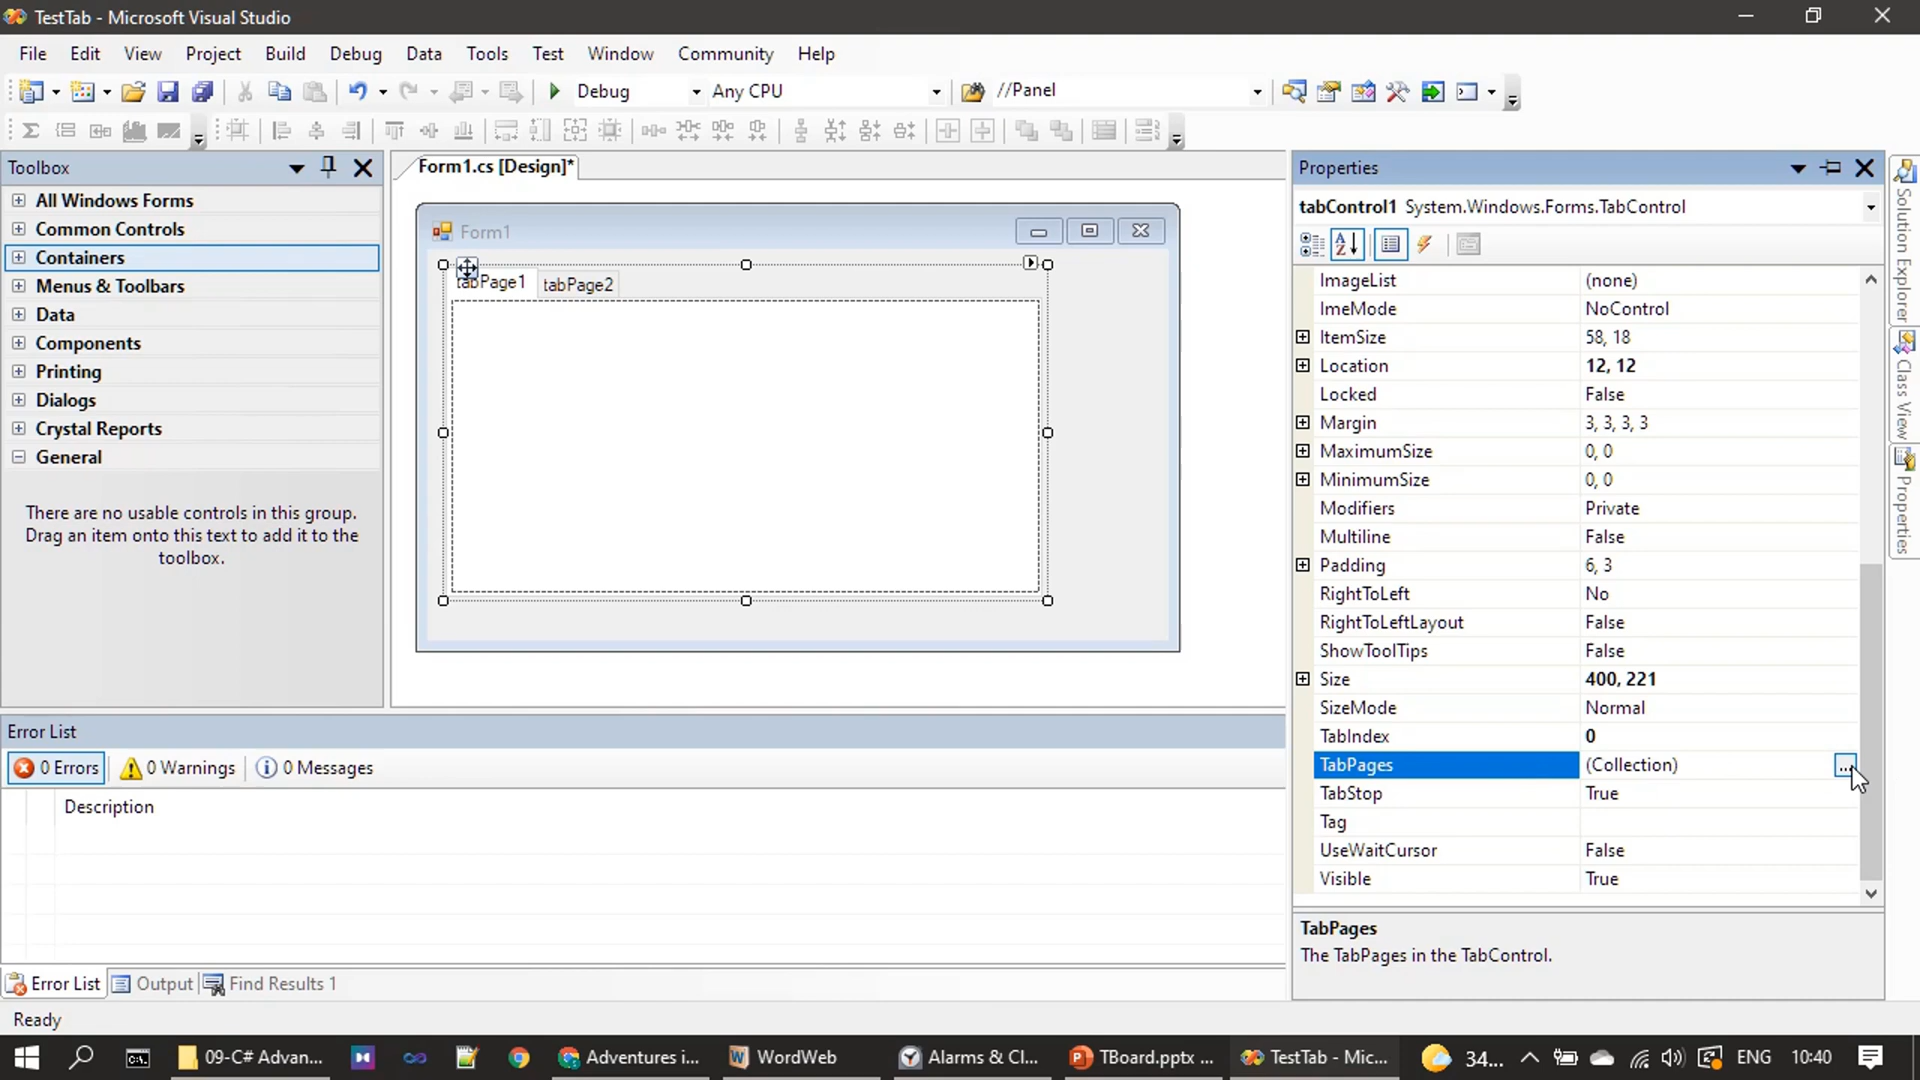 TestTab - Microsoft Visual Studio
File Edit View Project Build Debug Data Tools Test Window Community Help
Debug Any CPU //Panel
Toolbox
All Windows Forms
Common Controls
Containers
Menus & Toolbars
Data
Components
Printing
Dialogs
Crystal Reports
General
There are no usable controls in this group.
Drag an item onto this text to add it to the
toolbox.
Form1.cs [Design]*
Form1
tabPage1 tabPage2
Error List
0 Errors 0 Warnings 0 Messages
Description
Error List Output Find Results 1
Ready
Properties
tabControl1 System.Windows.Forms.TabControl
ImageList (none)
ImeMode NoControl
ItemSize 58, 18
Location 12, 12
Locked False
Margin 3, 3, 3, 3
MaximumSize 0, 0
MinimumSize 0, 0
Modifiers Private
Multiline False
Padding 6, 3
RightToLeft No
RightToLeftLayout False
ShowToolTips False
Size 400, 221
SizeMode Normal
TabIndex 0
TabPages (Collection) ...
TabStop True
Tag
UseWaitCursor False
Visible True
TabPages
The TabPages in the TabControl.
Solution Explorer
Class View
Properties
09-C# Advan... Adventures i... WordWeb Alarms & Cl... TBoard.pptx ... TestTab - Mic... 34... ENG 10:40